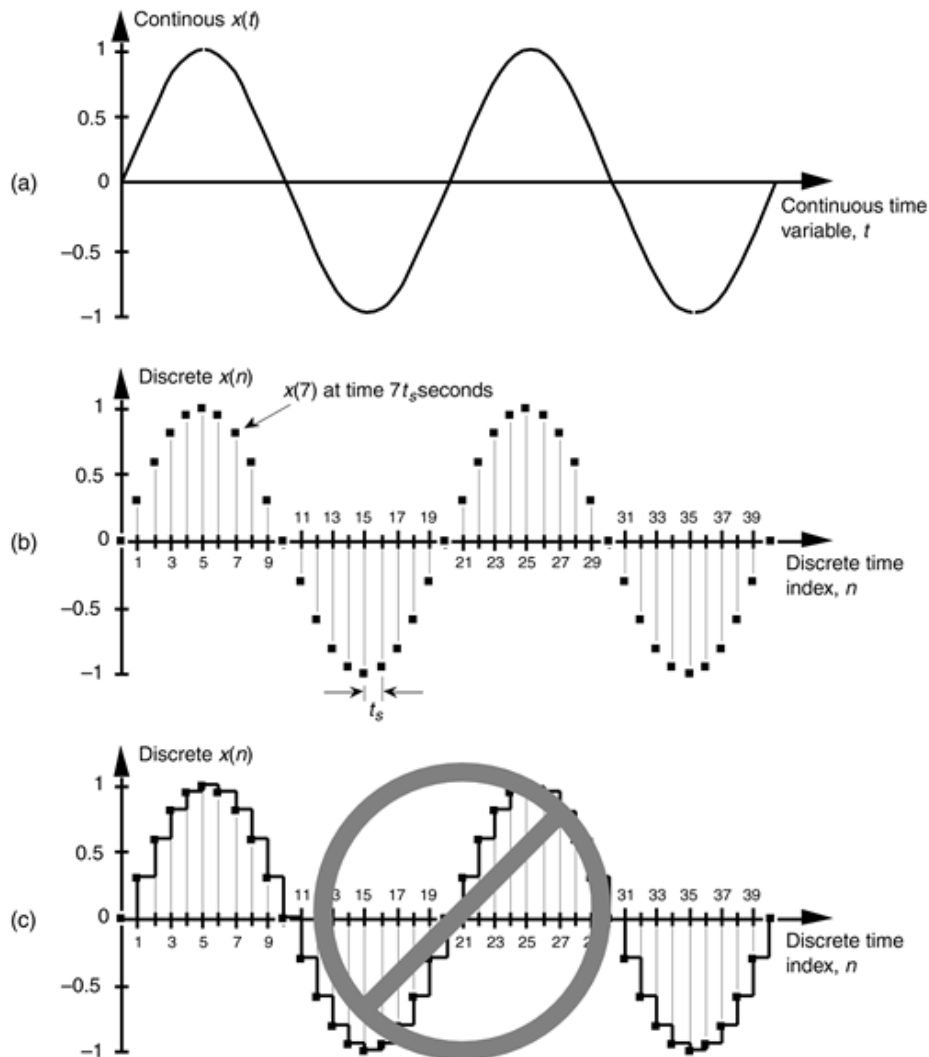 Continous x(t)
1
0.5
(a)
0
Continuous time
variable, t
−0.5
−1
Discrete x(n)
x(7) at time 7tₛseconds
1
0.5
11 13 15 17 19 31 33 35 37 39
(b)
0
1 3 5 7 9 21 23 25 27 29
Discrete time
index, n
−0.5
−1
tₛ
Discrete x(n)
1
0.5
11 15 17 19 31 33 35 37 39
(c)
0
1 3 5 7 9 21 23 25 27
Discrete time
index, n
−0.5
−1